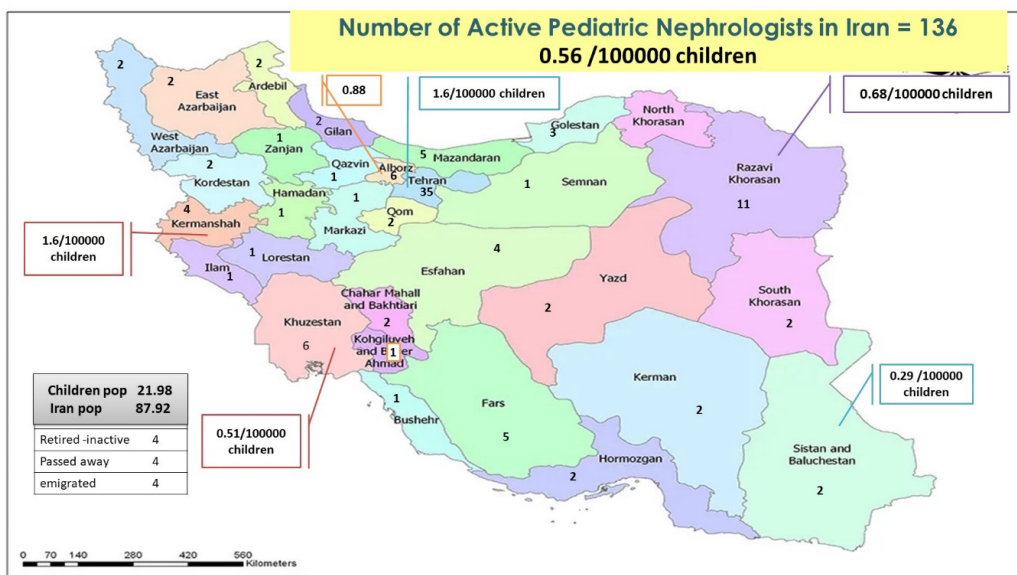 Number of Active Pediatric Nephrologists in Iran = 136
0.56 /100000 children
2
2
East
Azarbaijan
2
Ardebil
0.88
1.6/100000 children
0.68/100000 children
2
Gilan
West
Azarbaijan
1
Zanjan
Qazvin
1
Alborz
6
Tehran
35
5
Mazandaran
Golestan
3
North
Khorasan
Razavi
Khorasan
11
2
Kordestan
Hamadan
1
1
Markazi
Qom
2
1
Semnan
4
Kermanshah
1.6/100000
children
Ilam
1
1
Lorestan
4
Esfahan
Yazd
2
South
Khorasan
2
Khuzestan
6
Chahar Mahall
and Bakhtiari
2
Kohgiluveh
and
Ahmad
1
0.51/100000
children
1
Bushehr
Fars
5
Kerman
2
0.29 /100000
children
Hormozgan
2
Sistan and
Baluchestan
2
Children pop 21.98
Iran pop 87.92
Retired -inactive 4
Passed away 4
emigrated 4
0 70 140 280 420 560
Kilometers